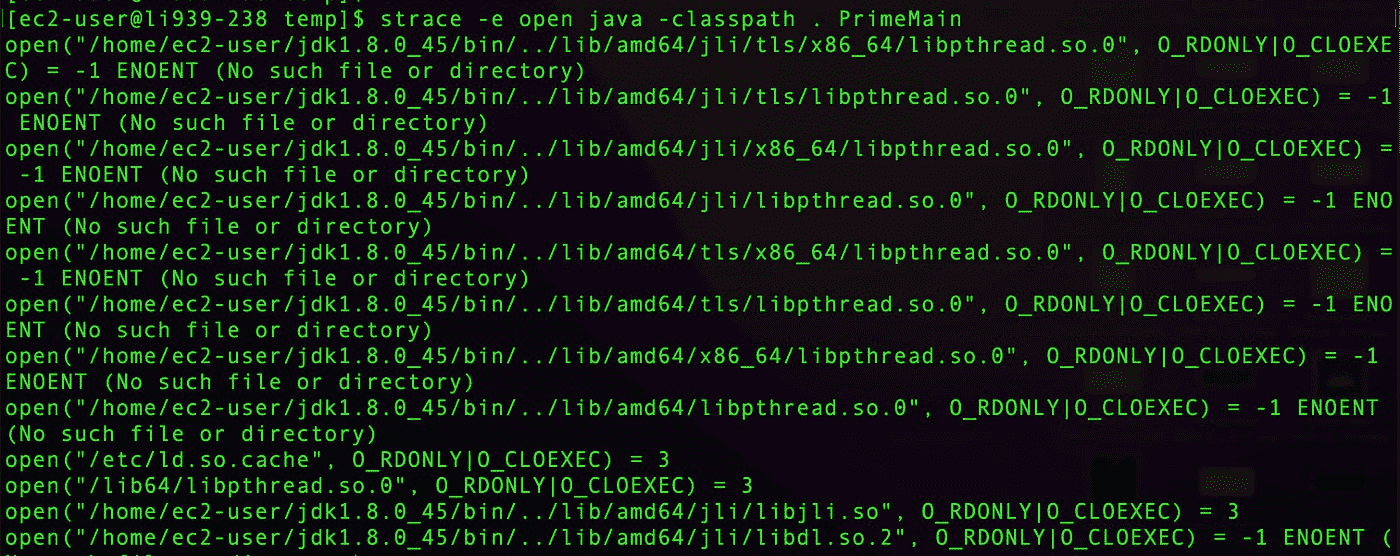 [ec2-user@li939-238 temp]$ strace -e open java -classpath . PrimeMain
open("/home/ec2-user/jdk1.8.0_45/bin/../lib/amd64/jli/tls/x86_64/libpthread.so.0", O_RDONLY|O_CLOEXE
C) = -1 ENOENT (No such file or directory)
open("/home/ec2-user/jdk1.8.0_45/bin/../lib/amd64/jli/tls/libpthread.so.0", O_RDONLY|O_CLOEXEC) = -1
 ENOENT (No such file or directory)
open("/home/ec2-user/jdk1.8.0_45/bin/../lib/amd64/jli/x86_64/libpthread.so.0", O_RDONLY|O_CLOEXEC) =
 -1 ENOENT (No such file or directory)
open("/home/ec2-user/jdk1.8.0_45/bin/../lib/amd64/jli/libpthread.so.0", O_RDONLY|O_CLOEXEC) = -1 ENO
ENT (No such file or directory)
open("/home/ec2-user/jdk1.8.0_45/bin/../lib/amd64/tls/x86_64/libpthread.so.0", O_RDONLY|O_CLOEXEC) =
 -1 ENOENT (No such file or directory)
open("/home/ec2-user/jdk1.8.0_45/bin/../lib/amd64/tls/libpthread.so.0", O_RDONLY|O_CLOEXEC) = -1 ENO
ENT (No such file or directory)
open("/home/ec2-user/jdk1.8.0_45/bin/../lib/amd64/x86_64/libpthread.so.0", O_RDONLY|O_CLOEXEC) = -1
ENOENT (No such file or directory)
open("/home/ec2-user/jdk1.8.0_45/bin/../lib/amd64/libpthread.so.0", O_RDONLY|O_CLOEXEC) = -1 ENOENT
(No such file or directory)
open("/etc/ld.so.cache", O_RDONLY|O_CLOEXEC) = 3
open("/lib64/libpthread.so.0", O_RDONLY|O_CLOEXEC) = 3
open("/home/ec2-user/jdk1.8.0_45/bin/../lib/amd64/jli/libjli.so", O_RDONLY|O_CLOEXEC) = 3
open("/home/ec2-user/jdk1.8.0_45/bin/../lib/amd64/jli/libdl.so.2", O_RDONLY|O_CLOEXEC) = -1 ENOENT (